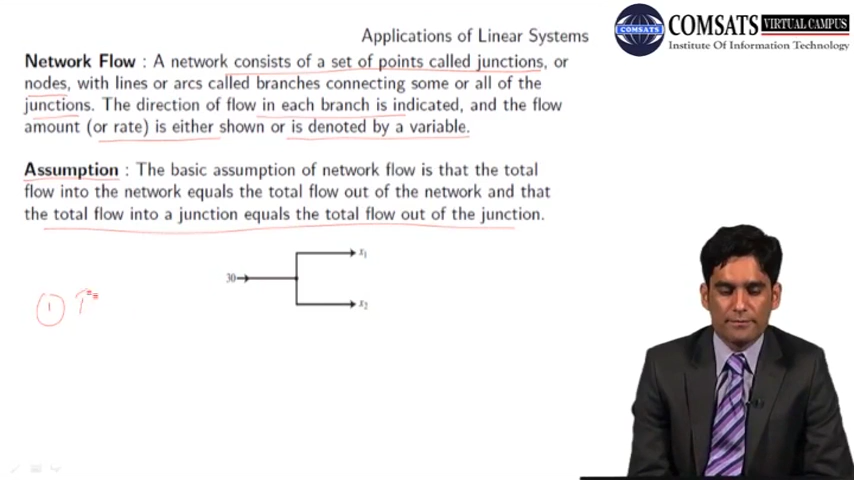 Applications of Linear Systems
COMSATS VIRTUAL CAMPUS
Institute Of Information Technology
Network Flow : A network consists of a set of points called junctions, or
nodes, with lines or arcs called branches connecting some or all of the
junctions. The direction of flow in each branch is indicated, and the flow
amount (or rate) is either shown or is denoted by a variable.
Assumption : The basic assumption of network flow is that the total
flow into the network equals the total flow out of the network and that
the total flow into a junction equals the total flow out of the junction.
x₁
30
x₂
1